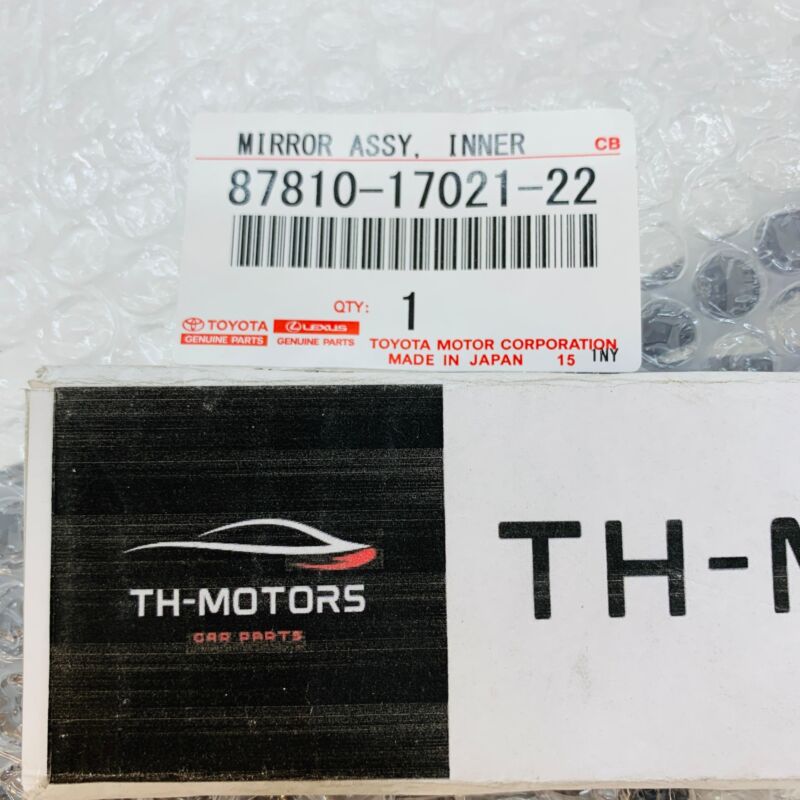 MIRROR ASSY, INNER CB
87810-17021-22
QTY: 1
TOYOTA LEXUS
GENUINE PARTS GENUINE PARTS
TOYOTA MOTOR CORPORATION
MADE IN JAPAN 15 INY
TH-MOTORS
CAR PARTS
TH-M